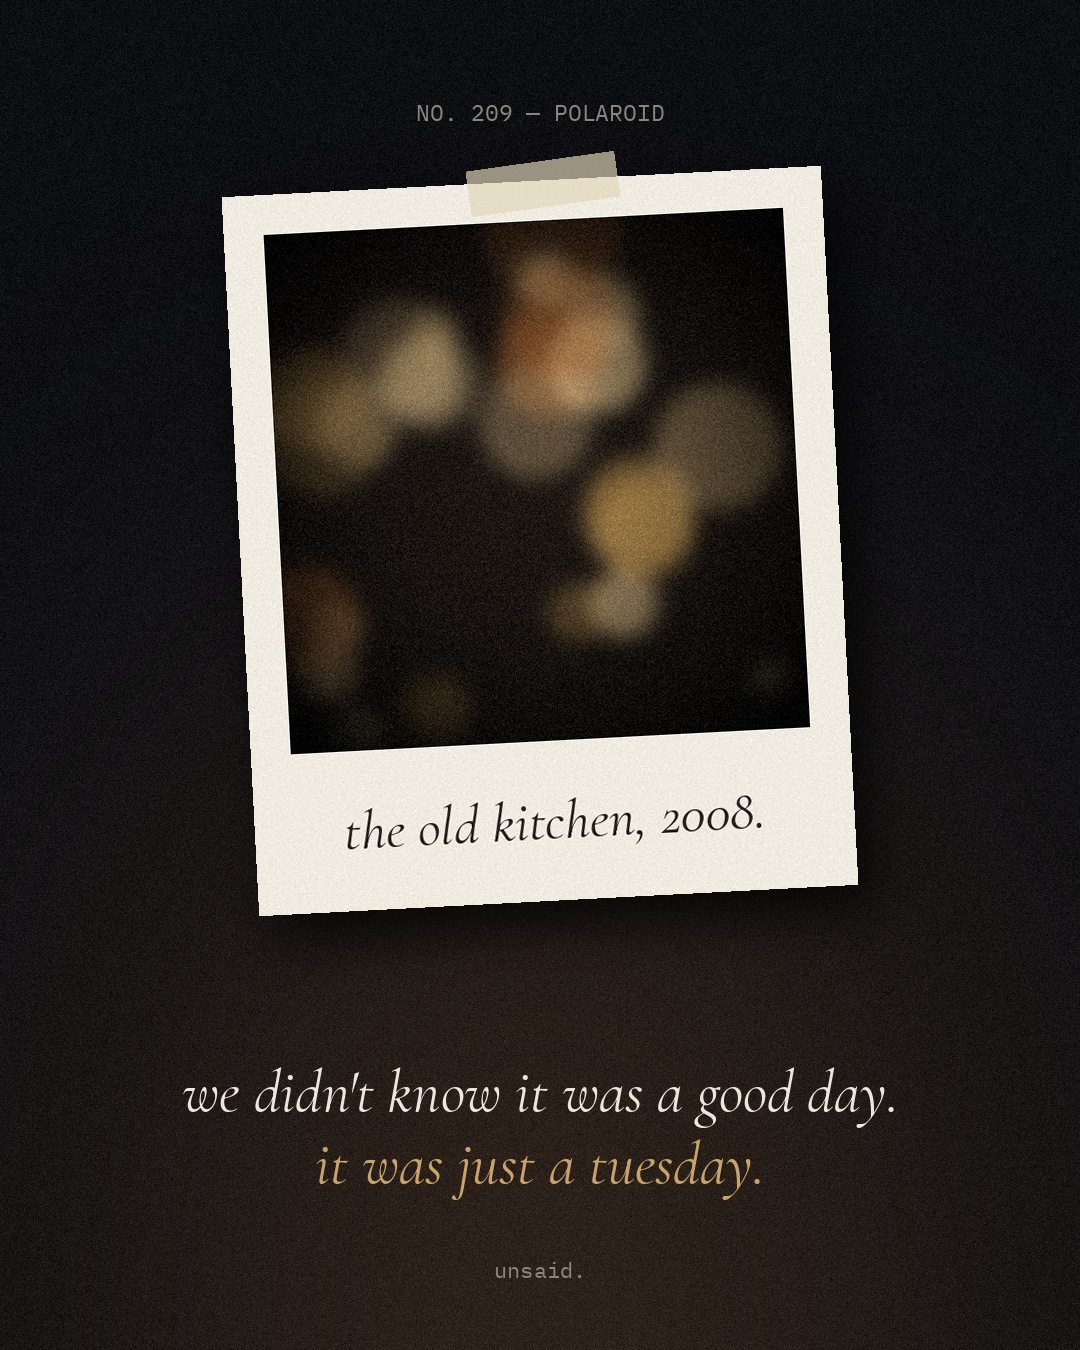 NO. 209 — POLAROID
the old kitchen, 2008.
we didn't know it was a good day.
it was just a tuesday.
unsaid.